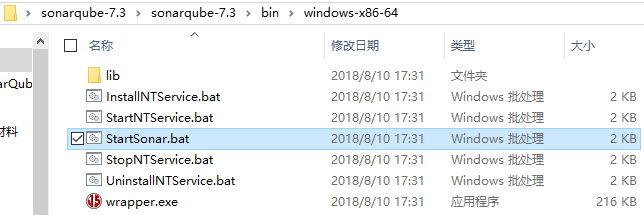 sonarqube-7.3 > sonarqube-7.3 > bin > windows-x86-64
名称 修改日期 类型 大小
lib 2018/8/10 17:31 文件夹
arQub InstallNTService.bat 2018/8/10 17:31 Windows 批处理 2 KB
StartNTService.bat 2018/8/10 17:31 Windows 批处理 2 KB
材料 StartSonar.bat 2018/8/10 17:31 Windows 批处理 2 KB
StopNTService.bat 2018/8/10 17:31 Windows 批处理 2 KB
UninstallNTService.bat 2018/8/10 17:31 Windows 批处理 2 KB
wrapper.exe 2018/8/10 17:31 应用程序 216 KB